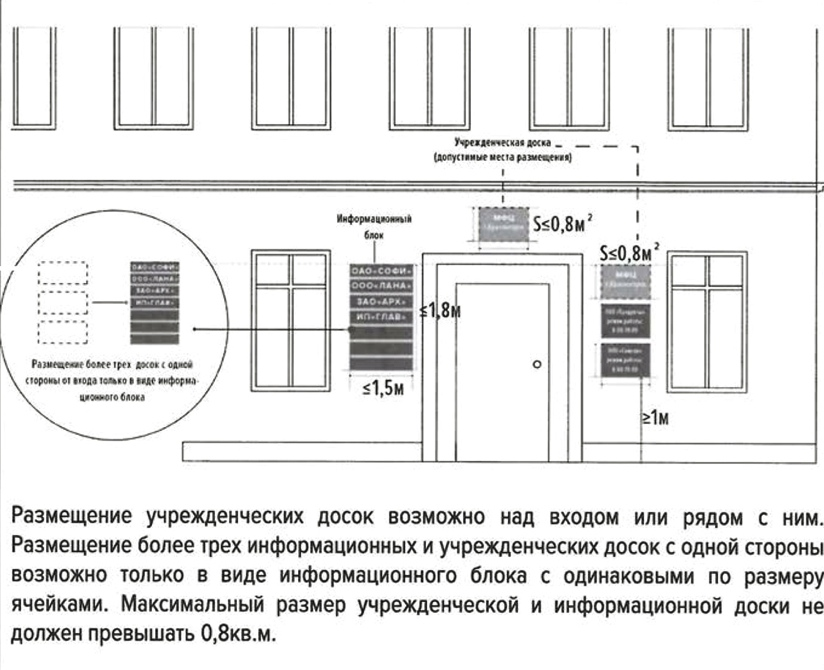 Учрежденческая доска
(допустимые места размещения)
Информационный
блок
МФЦ
S≤0,8м²
S≤0,8м²
ОАО«СОФИ»
ООО«ЛАНА»
ЗАО«АРХ»
ИП«ГЛАВ»
ОАО«СОФИ»
ООО«ЛАНА»
ЗАО«АРХ»
ИП«ГЛАВ»
МФЦ
≤1,8м
Размещение более трех досок с одной
стороны от входа только в виде информа-
ционного блока
≤1,5м
≥1м
Размещение учрежденческих досок возможно над входом или рядом с ним.
Размещение более трех информационных и учрежденческих досок с одной стороны
возможно только в виде информационного блока с одинаковыми по размеру
ячейками. Максимальный размер учрежденческой и информационной доски не
должен превышать 0,8кв.м.